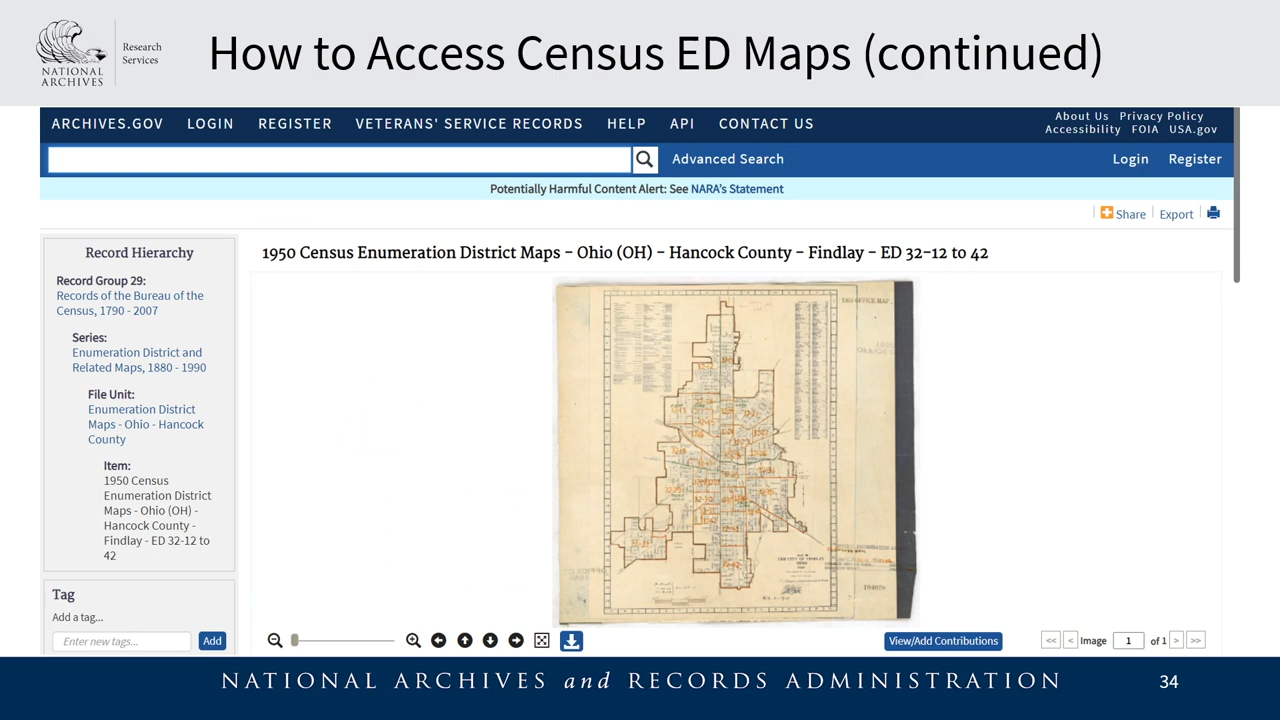 NATIONAL
ARCHIVES
Research
Services
How to Access Census ED Maps (continued)
ARCHIVES.GOV LOGIN REGISTER VETERANS' SERVICE RECORDS HELP API CONTACT US
About Us Privacy Policy
Accessibility FOIA USA.gov
Advanced Search
Login Register
Potentially Harmful Content Alert: See NARA's Statement
Share Export
Record Hierarchy
Record Group 29:
Records of the Bureau of the
Census, 1790 - 2007
Series:
Enumeration District and
Related Maps, 1880 - 1990
File Unit:
Enumeration District
Maps - Ohio - Hancock
County
Item:
1950 Census
Enumeration District
Maps - Ohio (OH) -
Hancock County -
Findlay - ED 32-12 to
42
Tag
Add a tag...
Enter new tags...
Add
1950 Census Enumeration District Maps - Ohio (OH) - Hancock County - Findlay - ED 32-12 to 42
View/Add Contributions
<< < Image 1 of 1 > >>
NATIONAL ARCHIVES and RECORDS ADMINISTRATION
34